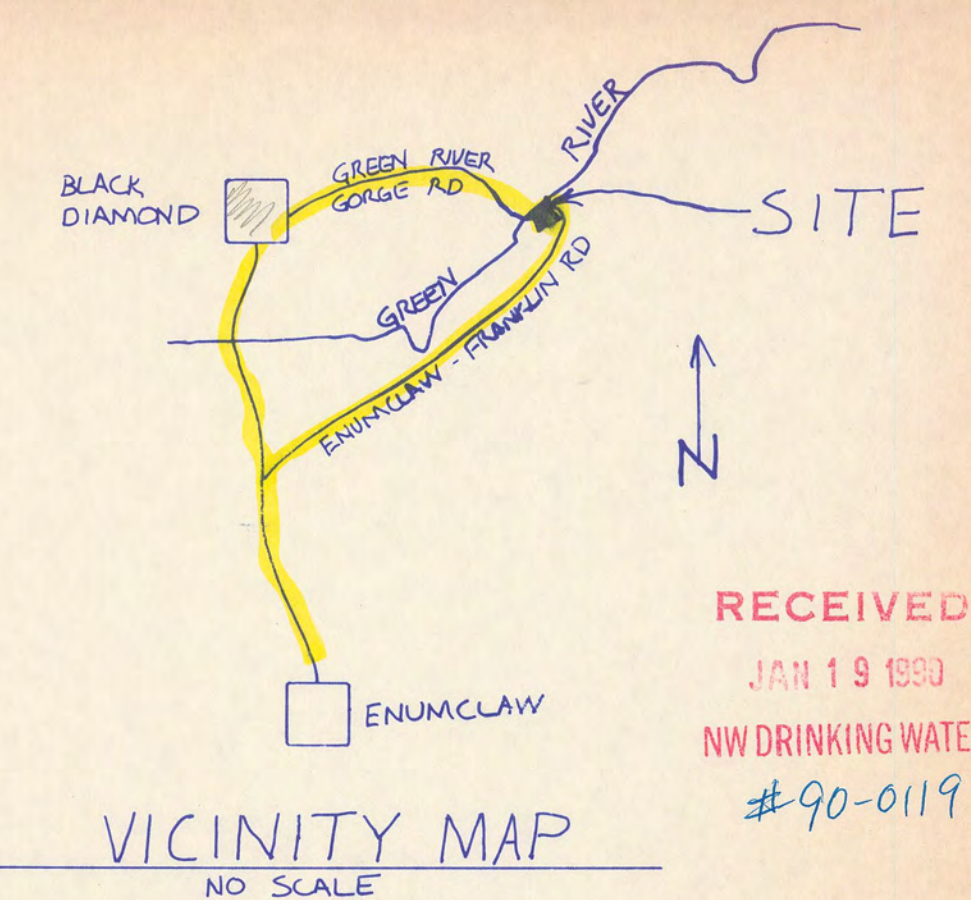 RIVER
GREEN RIVER
GORGE RD
BLACK
DIAMOND
SITE
GREEN
ENUMCLAW - FRANKLIN RD
N
RECEIVED
JAN 19 1990
NW DRINKING WATE
#90-0119
ENUMCLAW
VICINITY MAP
NO SCALE